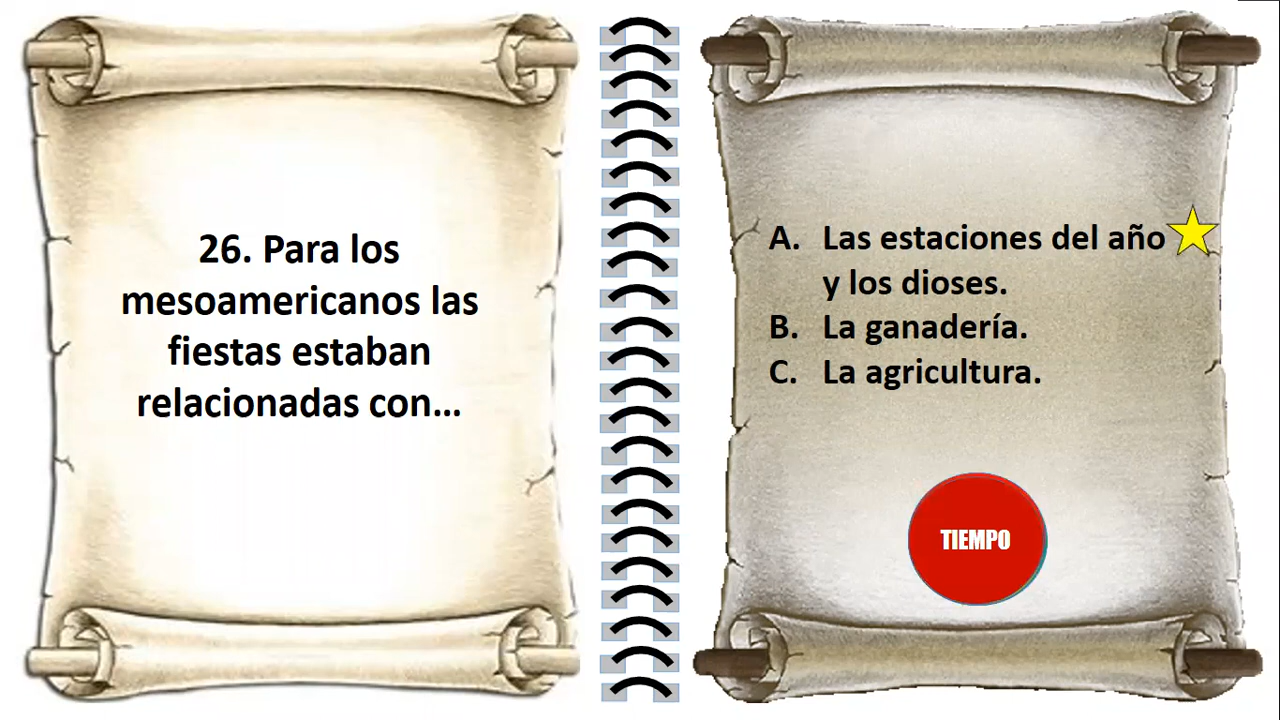 26. Para los
mesoamericanos las
fiestas estaban
relacionadas con...
A. Las estaciones del año
y los dioses.
B. La ganadería.
C. La agricultura.
TIEMPO